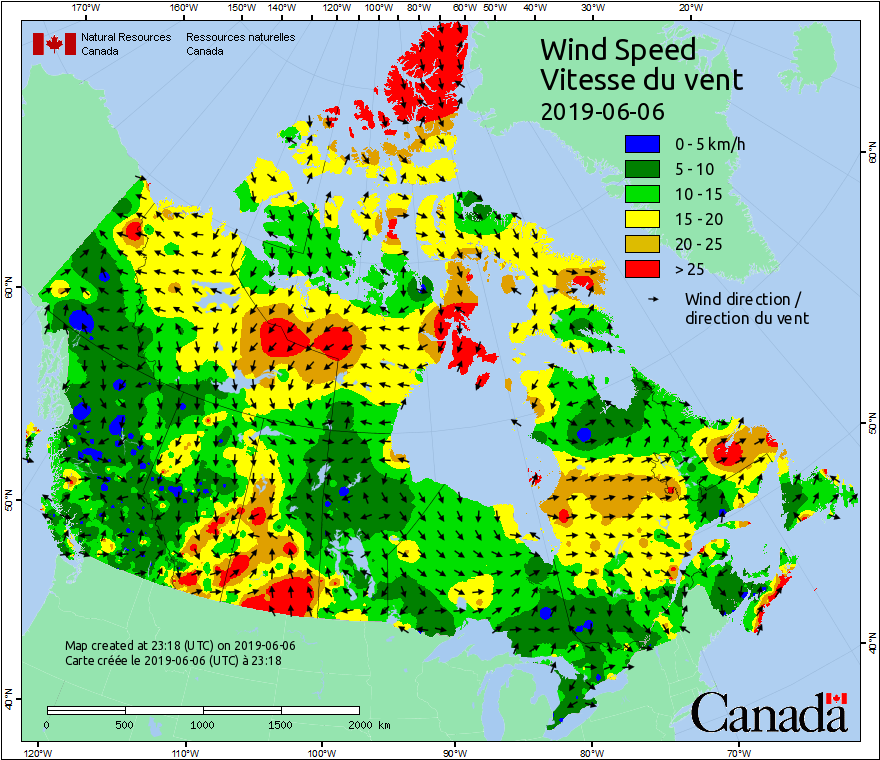 170°W 160°W 150°W 140°W 120°W 110°W 100°W 80°W 60°W 50°W 40°W 30°W 20°W
Natural Resources Ressources naturelles
Canada Canada
Wind Speed
Vitesse du vent
2019-06-06
0 - 5 km/h
5 - 10
10 - 15
15 - 20
20 - 25
> 25
Wind direction /
direction du vent
60°N
60°N
50°N
50°N
40°N
40°N
Map created at 23:18 (UTC) on 2019-06-06
Carte créée le 2019-06-06 (UTC) à 23:18
0 500 1000 1500 2000 km
Canada
120°W 110°W 100°W 90°W 80°W 70°W